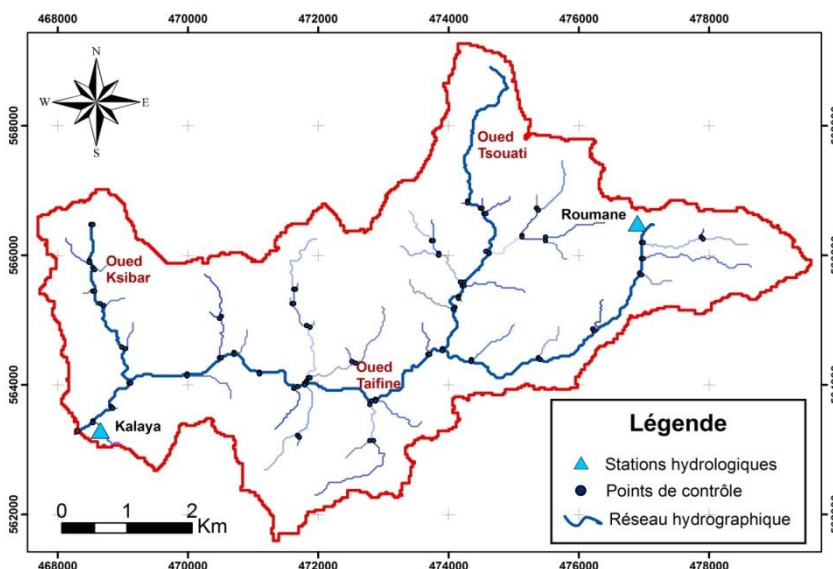 468000 470000 472000 474000 476000 478000
N
W E
S
568000
566000
564000
562000
Oued
Tsouati
Roumane
Oued
Ksibar
Oued
Taifine
Kalaya
Légende
Stations hydrologiques
Points de contrôle
Réseau hydrographique
0 1 2
Km
468000 470000 472000 474000 476000 478000